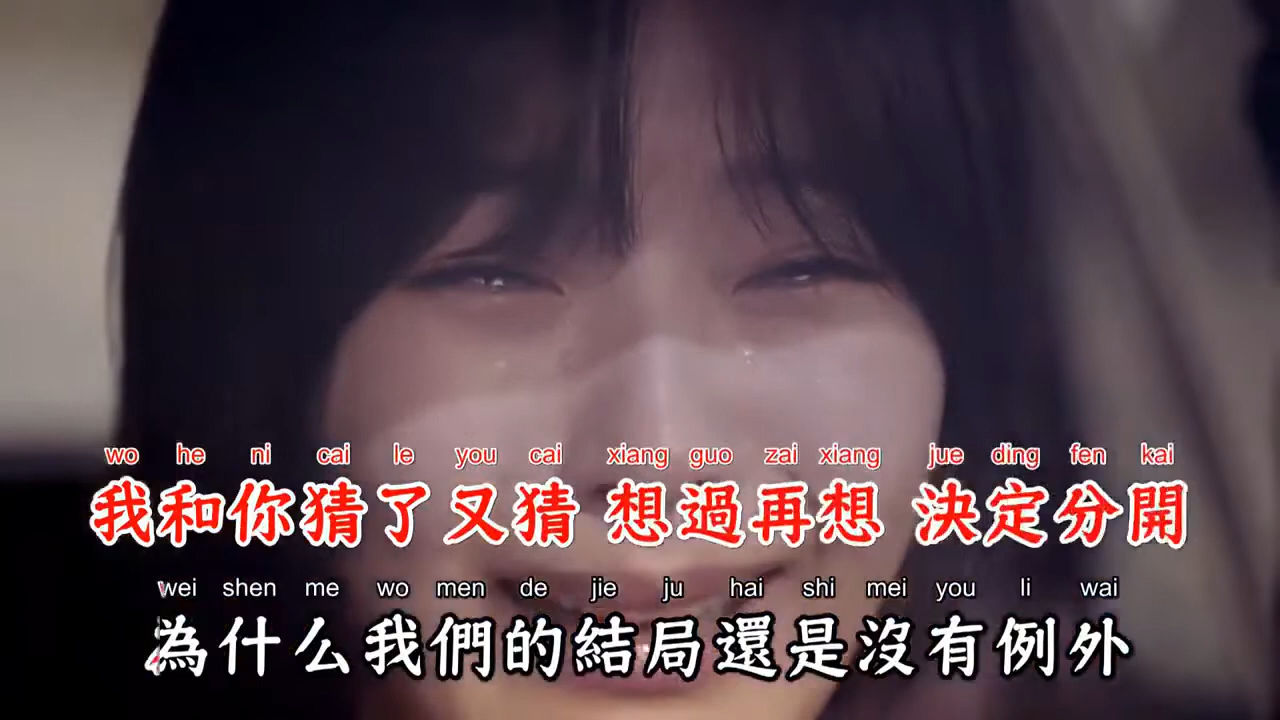 wo he ni cai le you cai xiang guo zai xiang jue ding fen kai
我和你猜了又猜 想過再想 決定分開
wei shen me wo men de jie ju hai shi mei you li wai
為什么我們的結局還是沒有例外